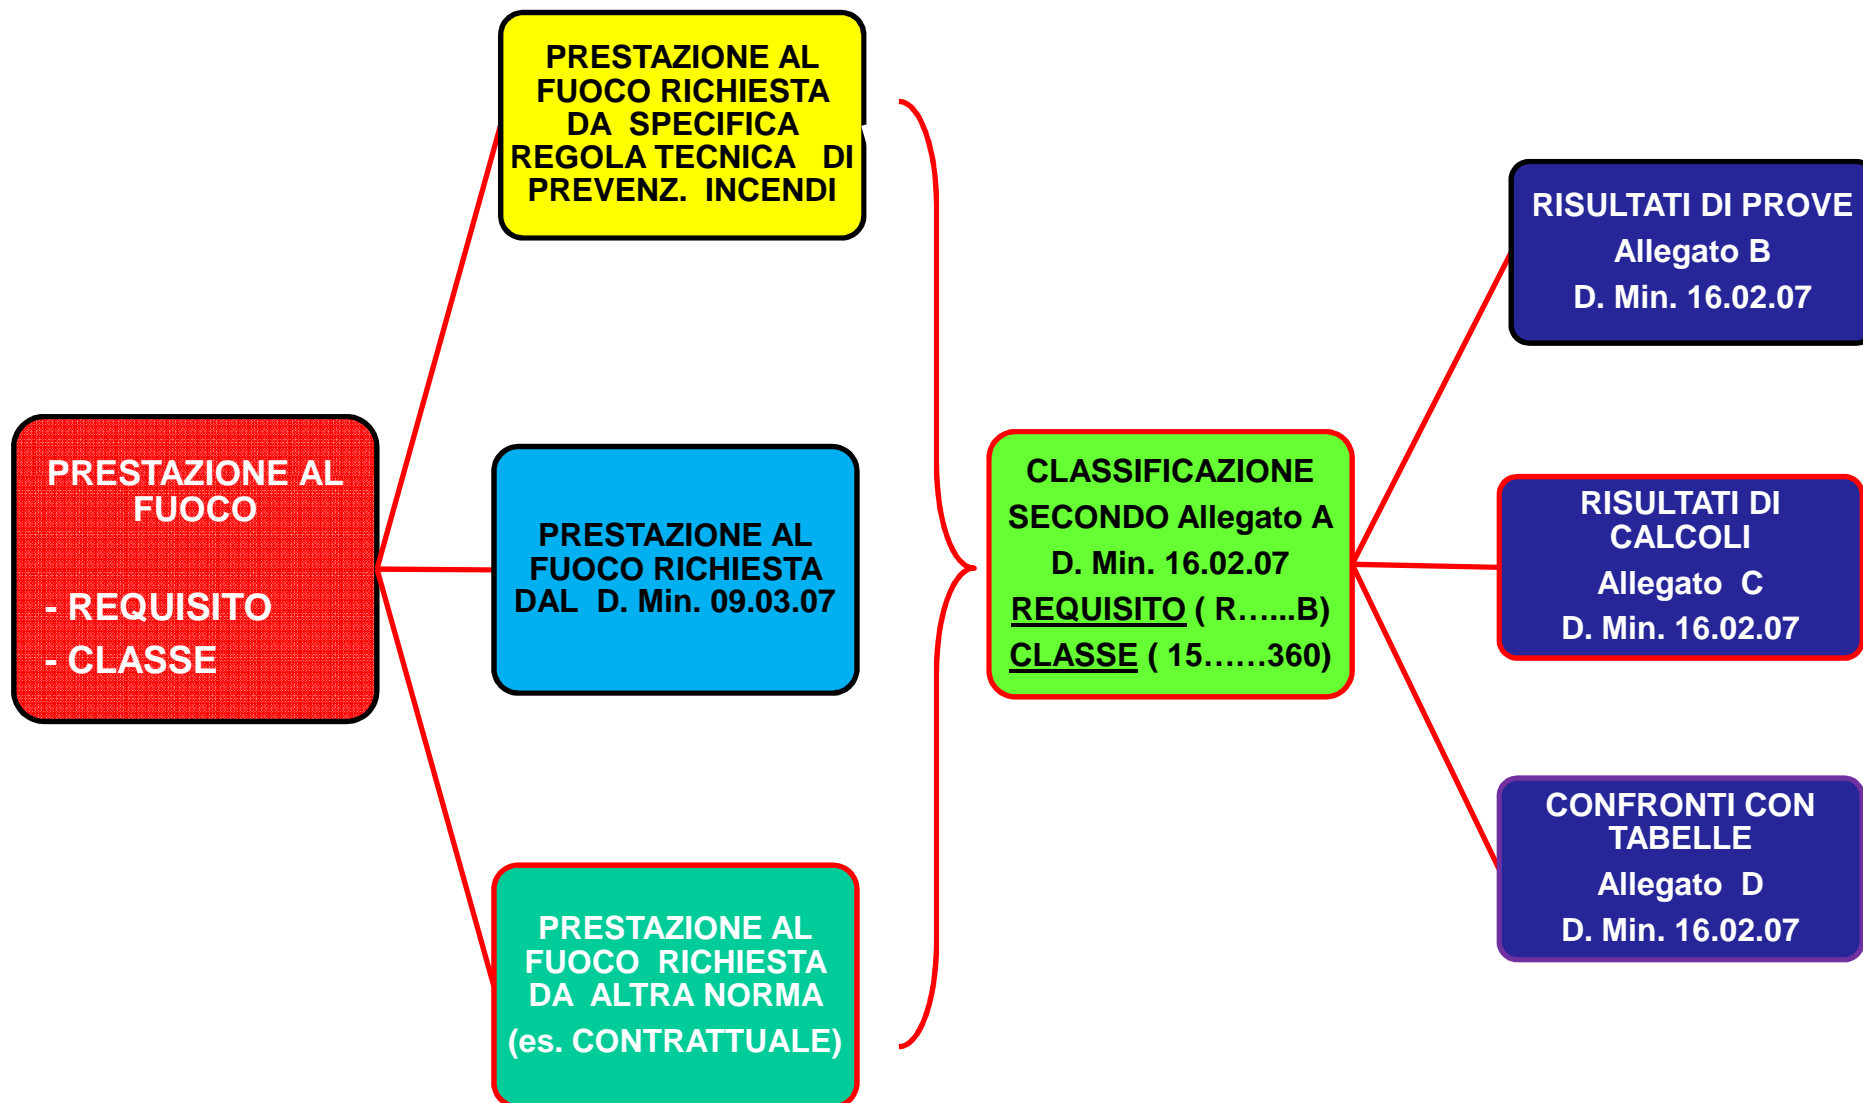 PRESTAZIONE AL
FUOCO
- REQUISITO
- CLASSE
PRESTAZIONE AL
FUOCO RICHIESTA
DA SPECIFICA
REGOLA TECNICA DI
PREVENZ. INCENDI
PRESTAZIONE AL
FUOCO RICHIESTA
DAL D. Min. 09.03.07
PRESTAZIONE AL
FUOCO RICHIESTA
DA ALTRA NORMA
(es. CONTRATTUALE)
CLASSIFICAZIONE
SECONDO Allegato A
D. Min. 16.02.07
REQUISITO ( R…...B)
CLASSE ( 15……360)
RISULTATI DI PROVE
Allegato B
D. Min. 16.02.07
RISULTATI DI
CALCOLI
Allegato C
D. Min. 16.02.07
CONFRONTI CON
TABELLE
Allegato D
D. Min. 16.02.07